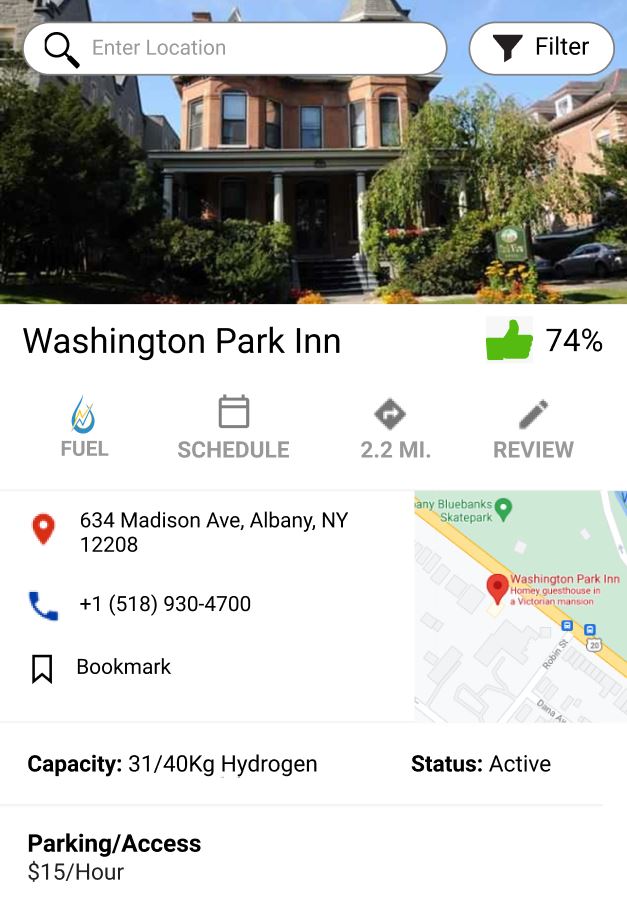 Enter Location
Filter
Washington Park Inn
74%
FUEL
SCHEDULE
2.2 MI.
REVIEW
634 Madison Ave, Albany, NY
12208
+1 (518) 930-4700
Bookmark
any Bluebanks
Skatepark
Washington Park Inn
Homey guesthouse in
a Victorian mansion
20
Robin St
Dana Av
Capacity: 31/40Kg Hydrogen
Status: Active
Parking/Access
$15/Hour